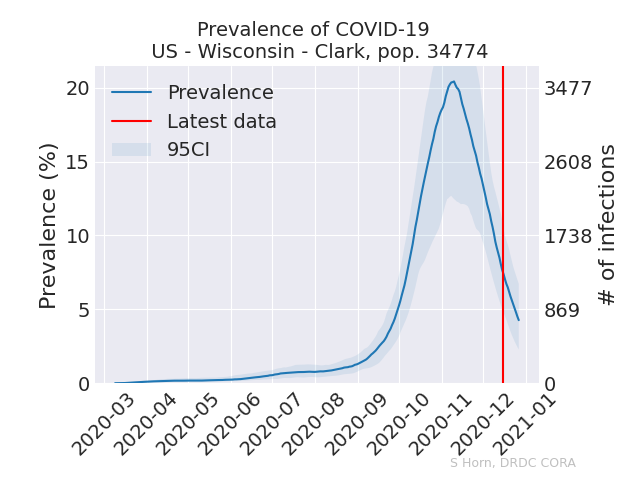 Prevalence of COVID-19
US - Wisconsin - Clark, pop. 34774
Prevalence
Latest data
95CI
Prevalence (%)
20
15
10
5
0
3477
2608
1738
869
0
# of infections
2020-03
2020-04
2020-05
2020-06
2020-07
2020-08
2020-09
2020-10
2020-11
2020-12
2021-01
S Horn, DRDC CORA